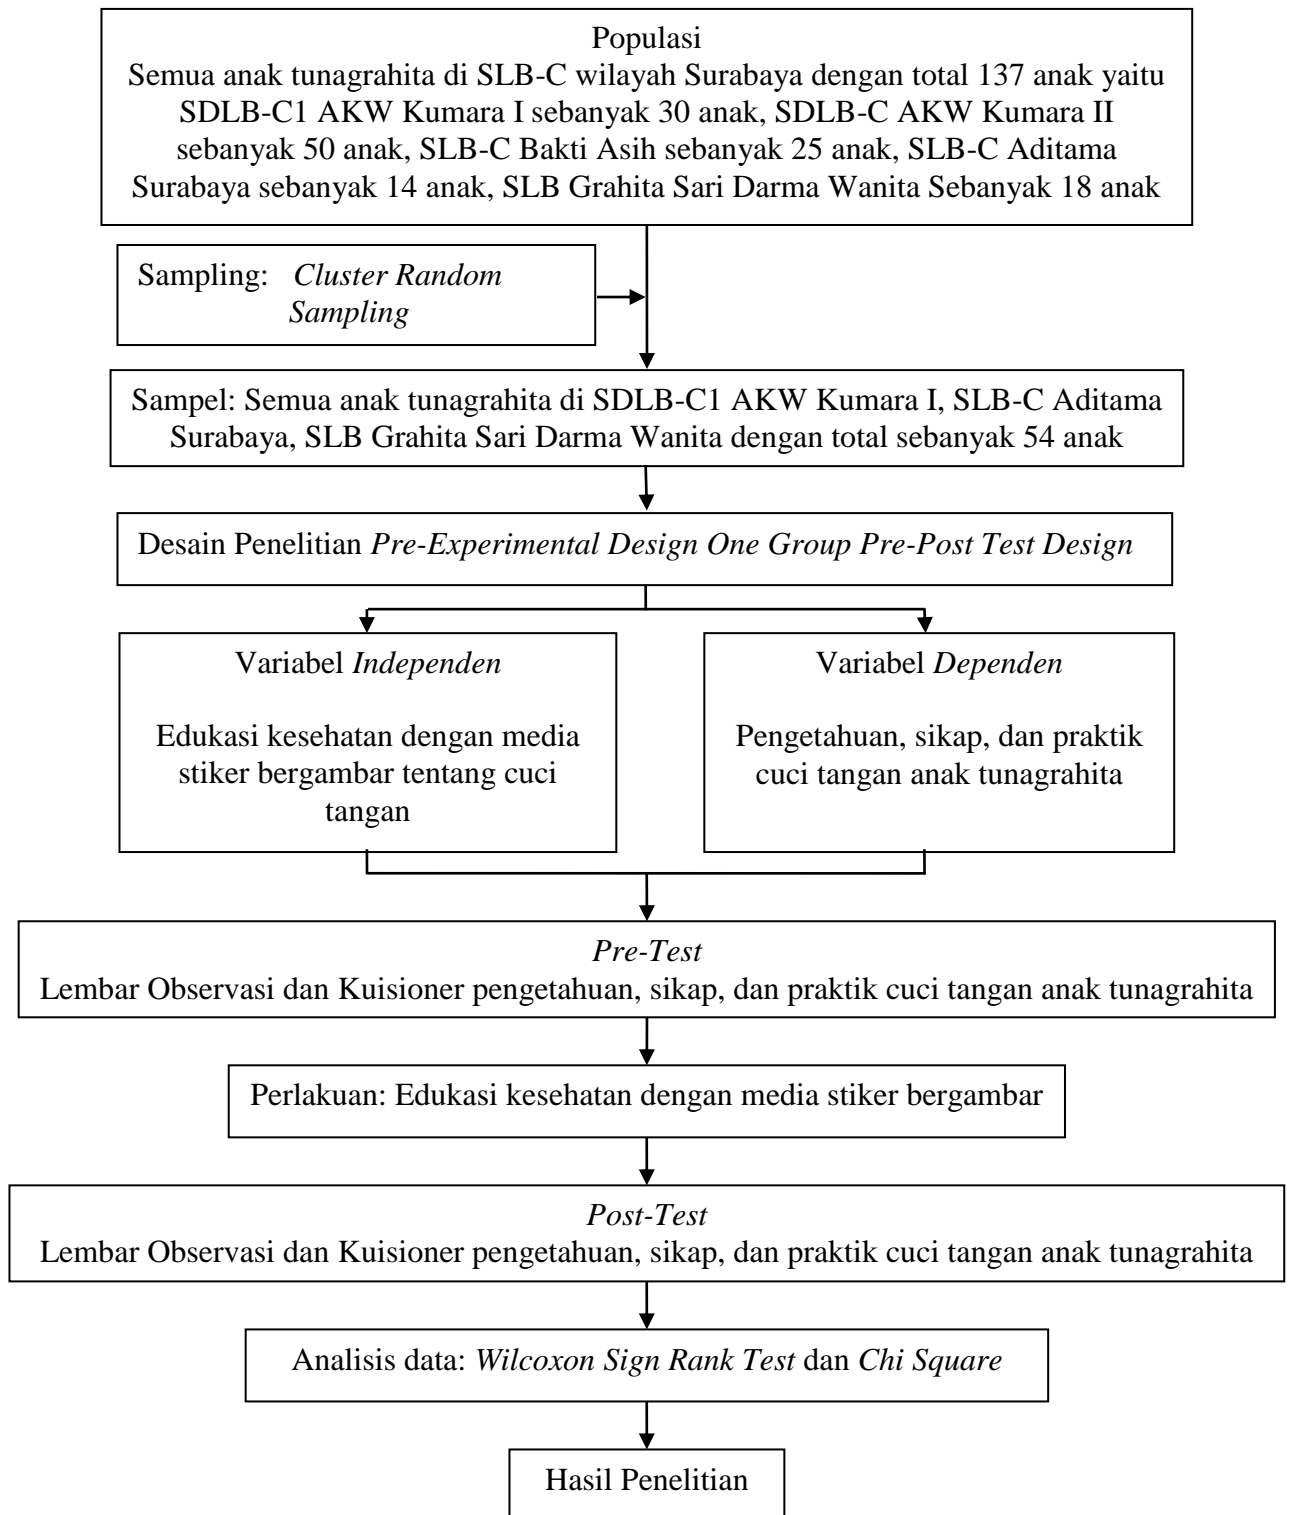 Populasi
Semua anak tunagrahita di SLB-C wilayah Surabaya dengan total 137 anak yaitu
SDLB-C1 AKW Kumara I sebanyak 30 anak, SDLB-C AKW Kumara II
sebanyak 50 anak, SLB-C Bakti Asih sebanyak 25 anak, SLB-C Aditama
Surabaya sebanyak 14 anak, SLB Grahita Sari Darma Wanita Sebanyak 18 anak
Sampling: Cluster Random
Sampling
Sampel: Semua anak tunagrahita di SDLB-C1 AKW Kumara I, SLB-C Aditama
Surabaya, SLB Grahita Sari Darma Wanita dengan total sebanyak 54 anak
Desain Penelitian Pre-Experimental Design One Group Pre-Post Test Design
Variabel Independen
Edukasi kesehatan dengan media
stiker bergambar tentang cuci
tangan
Variabel Dependen
Pengetahuan, sikap, dan praktik
cuci tangan anak tunagrahita
Pre-Test
Lembar Observasi dan Kuisioner pengetahuan, sikap, dan praktik cuci tangan anak tunagrahita
Perlakuan: Edukasi kesehatan dengan media stiker bergambar
Post-Test
Lembar Observasi dan Kuisioner pengetahuan, sikap, dan praktik cuci tangan anak tunagrahita
Analisis data: Wilcoxon Sign Rank Test dan Chi Square
Hasil Penelitian